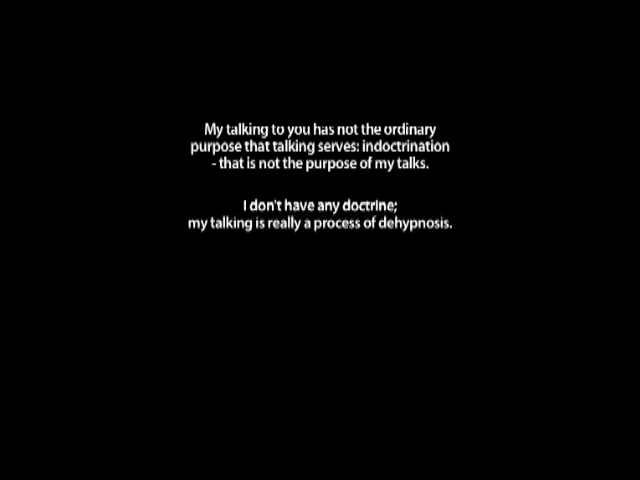 My talking to you has not the ordinary
purpose that talking serves: indoctrination
- that is not the purpose of my talks.
I don't have any doctrine;
my talking is really a process of dehypnosis.